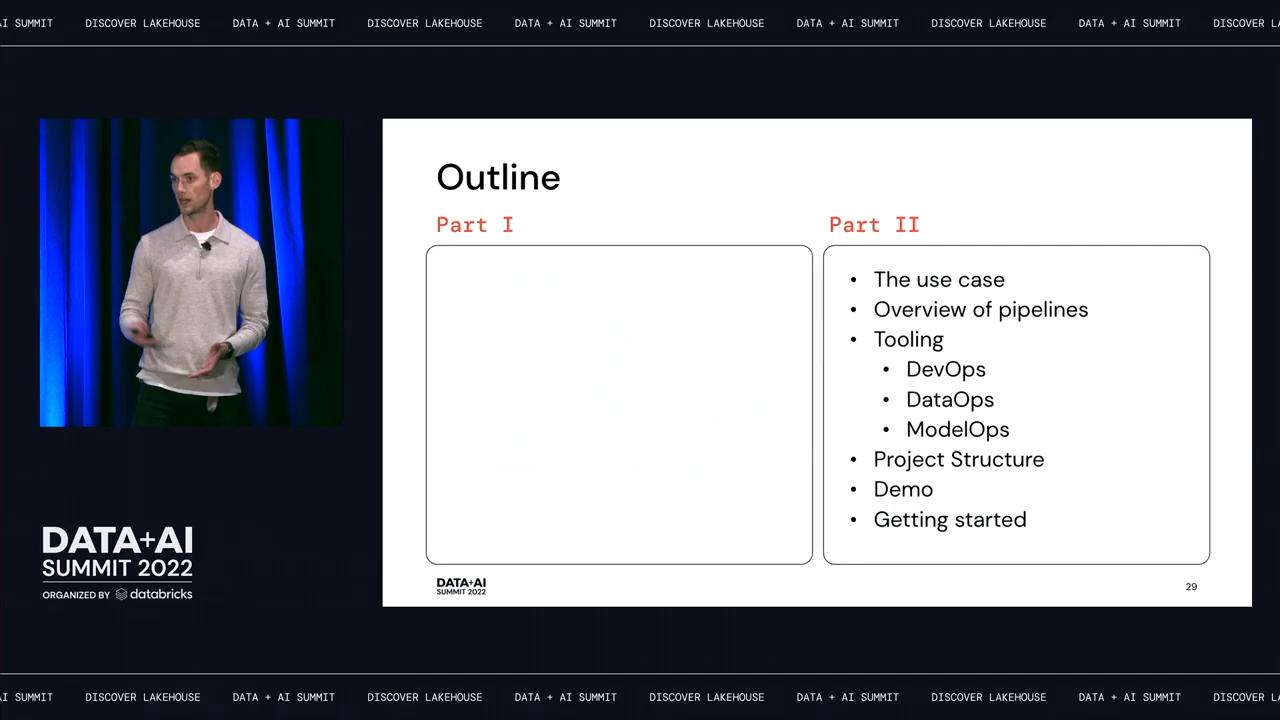 AI SUMMIT DISCOVER LAKEHOUSE DATA + AI SUMMIT DISCOVER LAKEHOUSE DATA + AI SUMMIT DISCOVER LAKEHOUSE DATA + AI SUMMIT DISCOVER LAKEHOUSE DATA + AI SUMMIT DISCOVER LA
Outline
Part I
Part II
• The use case
• Overview of pipelines
• Tooling
• DevOps
• DataOps
• ModelOps
• Project Structure
• Demo
• Getting started
DATA+AI
SUMMIT 2022
29
DATA+AI
SUMMIT 2022
ORGANIZED BY databricks
AI SUMMIT DISCOVER LAKEHOUSE DATA + AI SUMMIT DISCOVER LAKEHOUSE DATA + AI SUMMIT DISCOVER LAKEHOUSE DATA + AI SUMMIT DISCOVER LAKEHOUSE DATA + AI SUMMIT DISCOVER LA